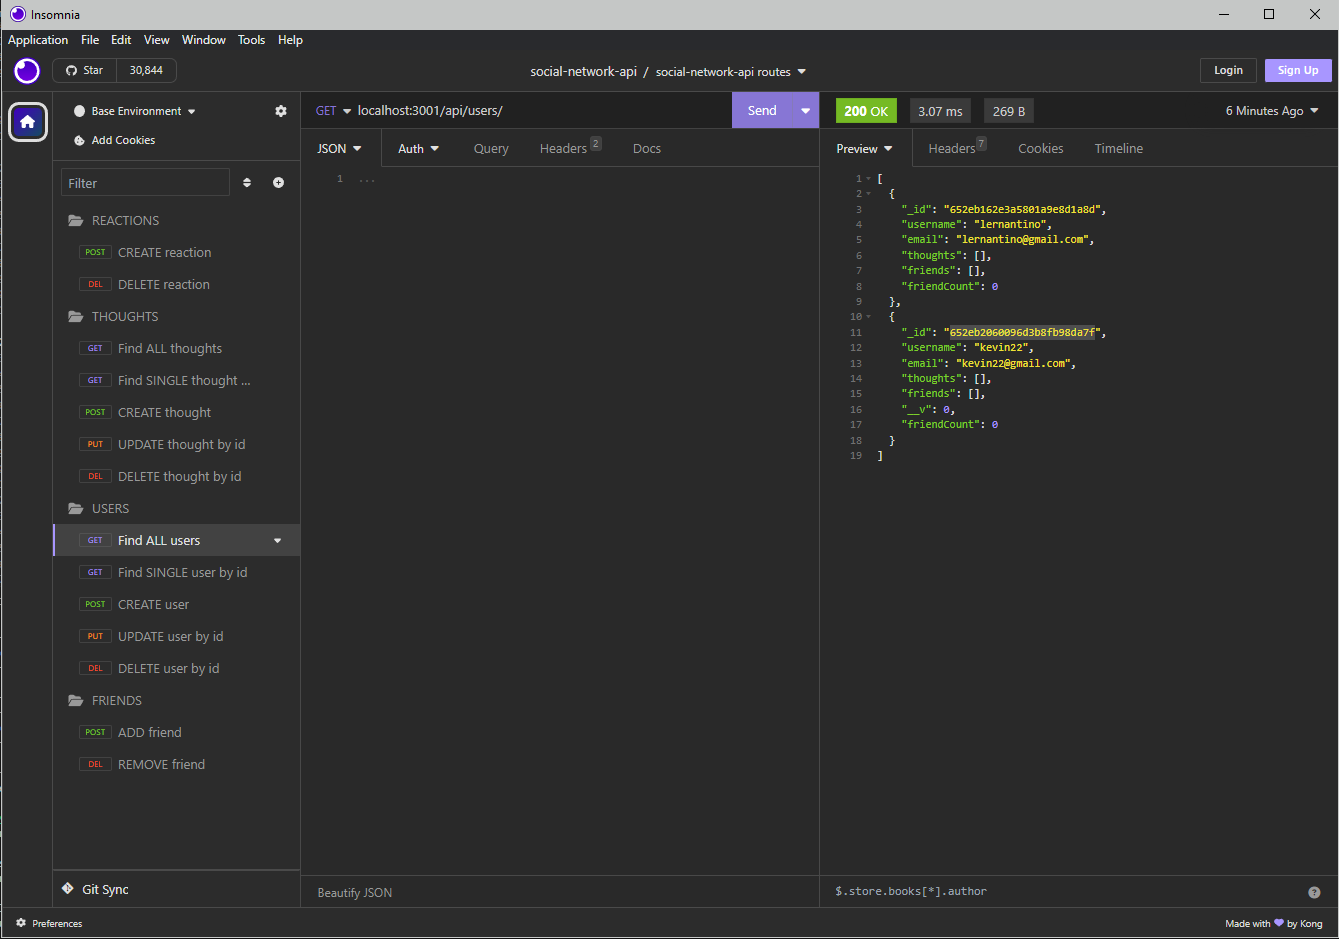 Insomnia
Application File Edit View Window Tools Help
Star 30,844
social-network-api / social-network-api routes
Login Sign Up
Base Environment
Add Cookies
Filter
REACTIONS
POST CREATE reaction
DEL DELETE reaction
THOUGHTS
GET Find ALL thoughts
GET Find SINGLE thought ...
POST CREATE thought
PUT UPDATE thought by id
DEL DELETE thought by id
USERS
GET Find ALL users
GET Find SINGLE user by id
POST CREATE user
PUT UPDATE user by id
DEL DELETE user by id
FRIENDS
POST ADD friend
DEL REMOVE friend
Git Sync
GET localhost:3001/api/users/ Send
JSON Auth Query Headers 2 Docs
1 ...
Beautify JSON
200 OK 3.07 ms 269 B 6 Minutes Ago
Preview Headers 7 Cookies Timeline
1 [
2 {
3 "_id": "652eb162e3a5801a9e8d1a8d",
4 "username": "lernantino",
5 "email": "lernantino@gmail.com",
6 "thoughts": [],
7 "friends": [],
8 "friendCount": 0
9 },
10 {
11 "_id": "652eb2060096d3b8fb98da7f",
12 "username": "kevin22",
13 "email": "kevin22@gmail.com",
14 "thoughts": [],
15 "friends": [],
16 "__v": 0,
17 "friendCount": 0
18 }
19 ]
$.store.books[*].author
Preferences
Made with 💜 by Kong